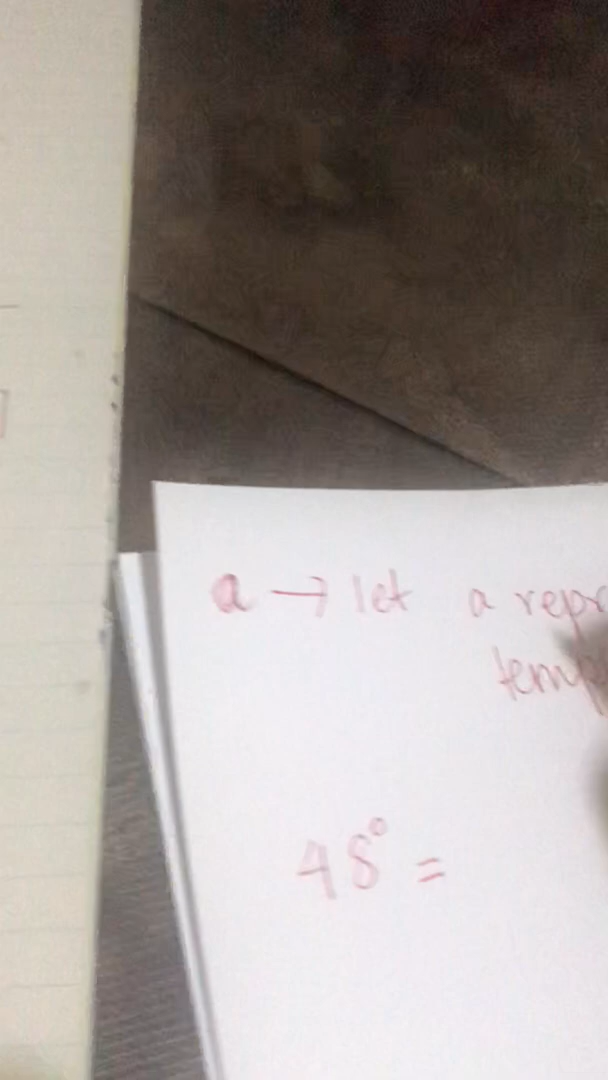 a → let a repr
temp
48° =